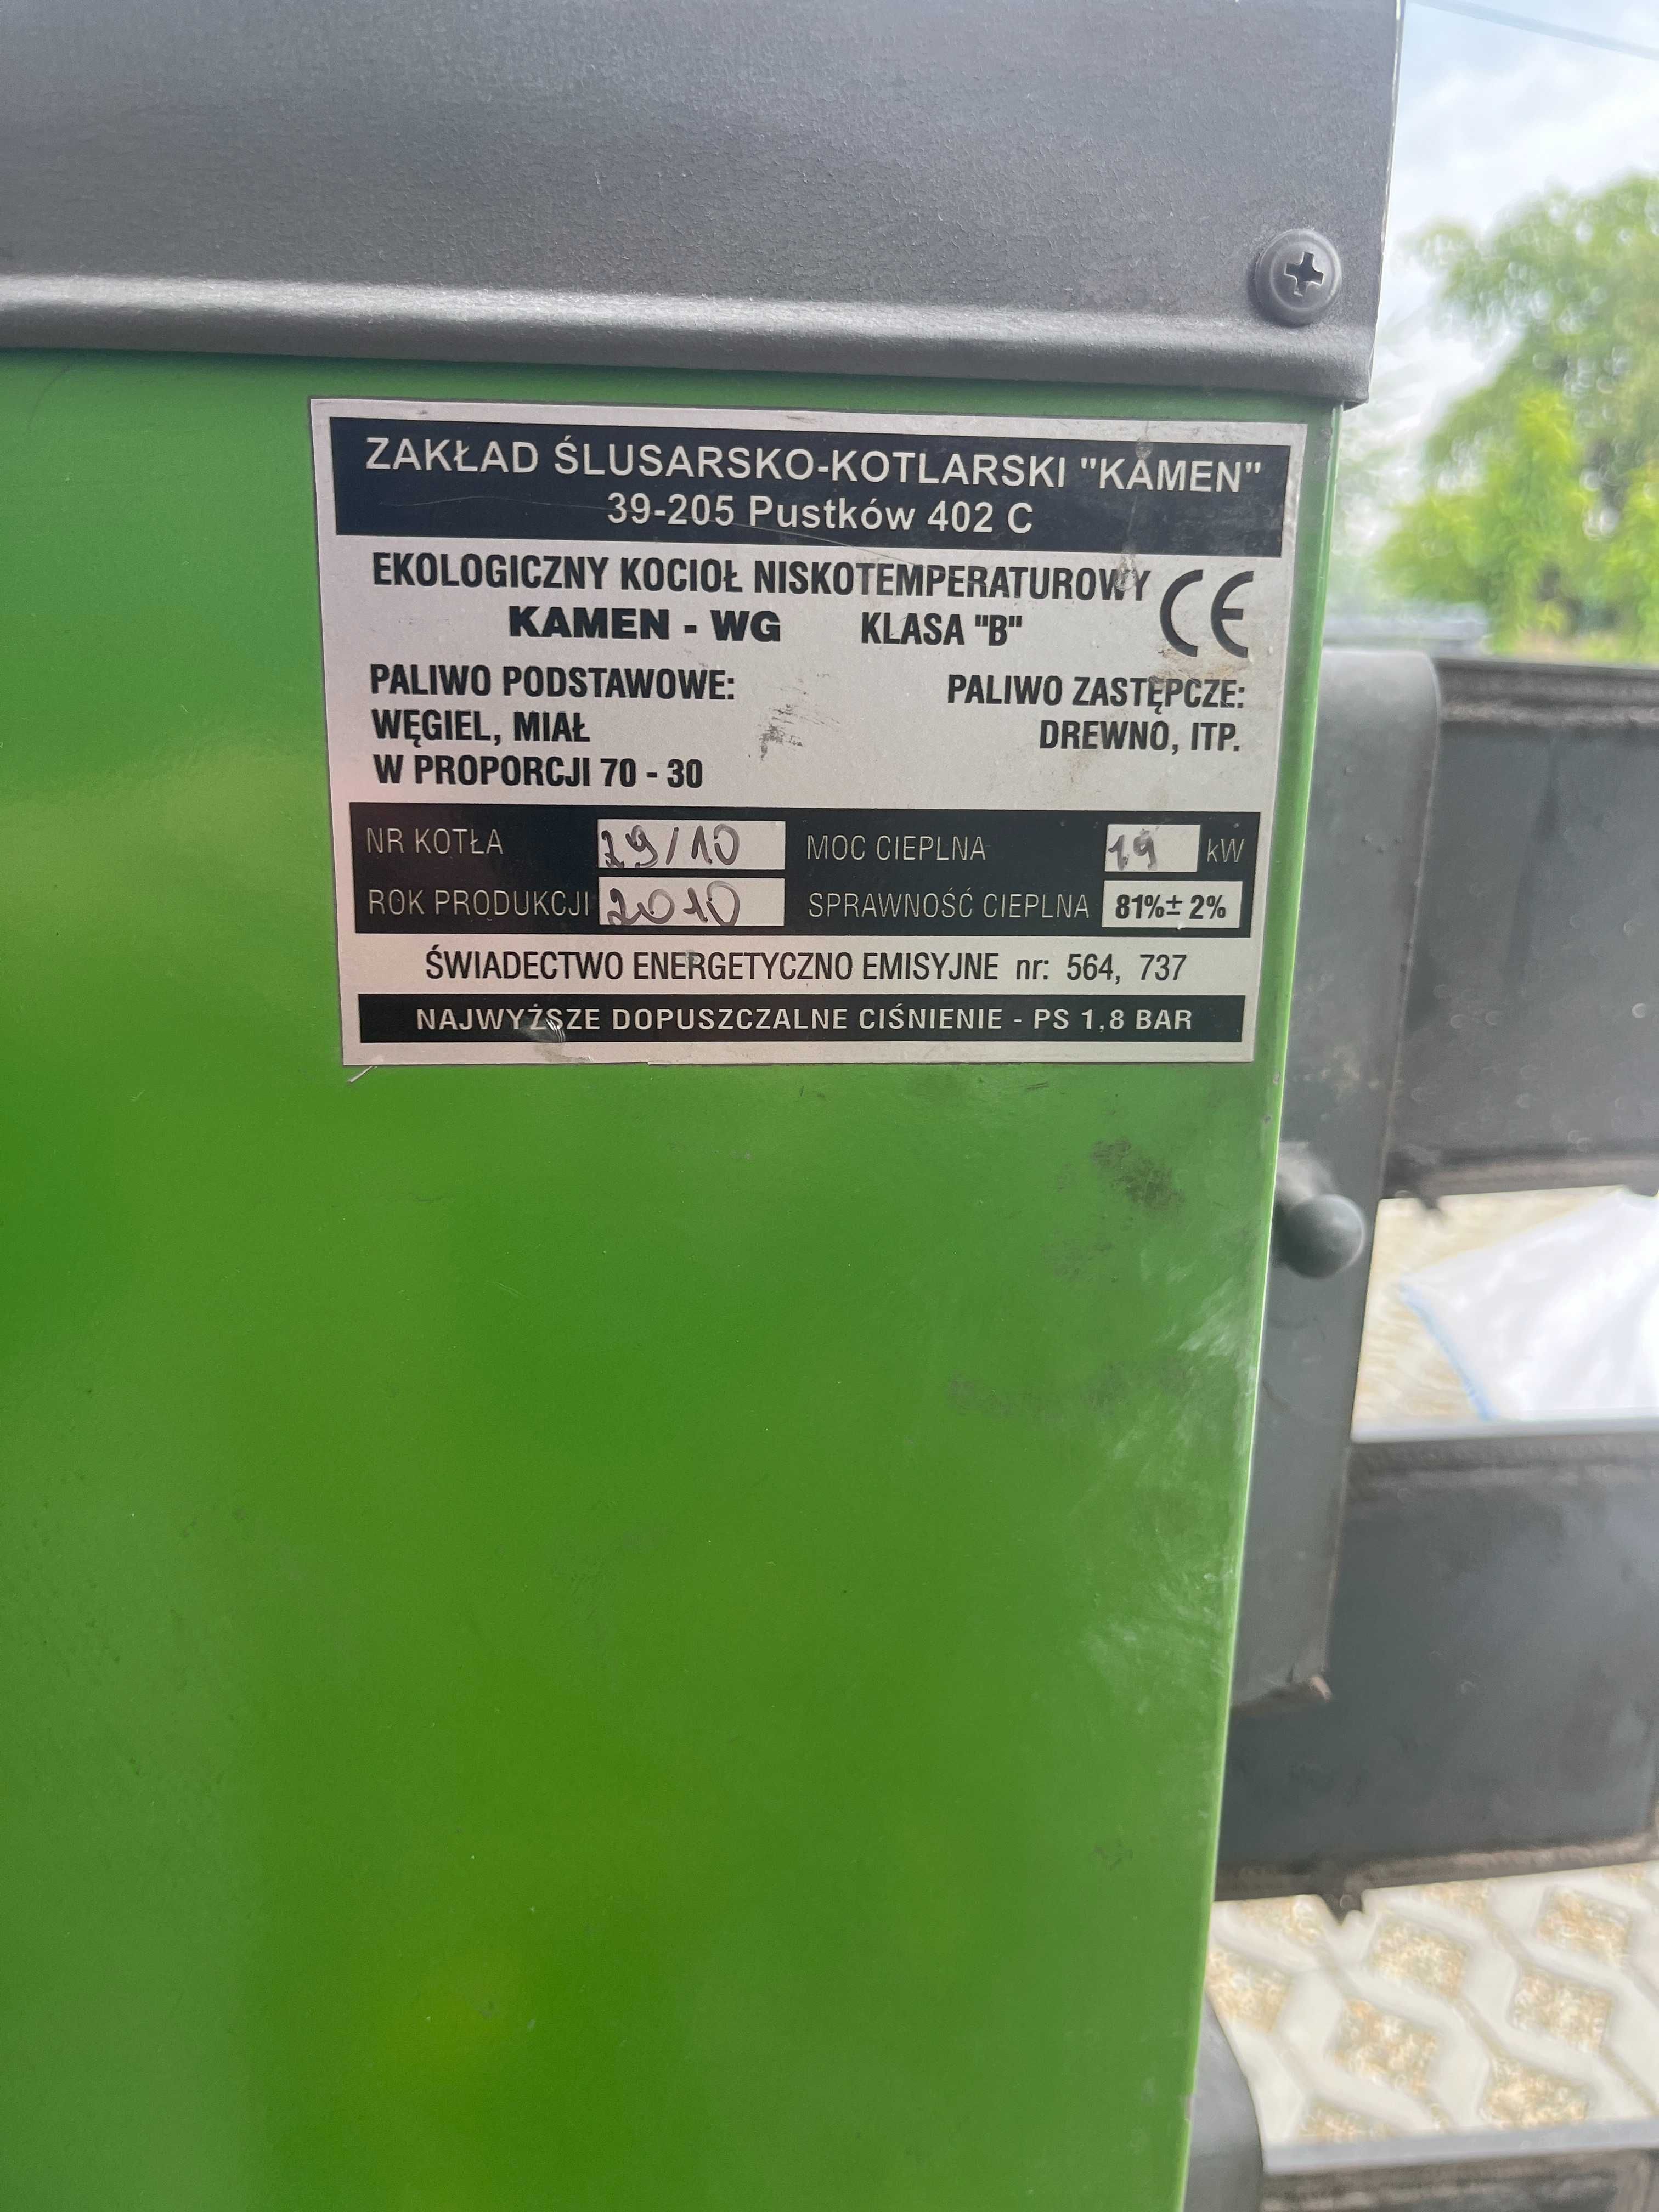 ZAKŁAD ŚLUSARSKO-KOTLARSKI "KAMEN"
39-205 Pustków 402 C
EKOLOGICZNY KOCIOŁ NISKOTEMPERATUROWY CE
KAMEN - WG KLASA "B"
PALIWO PODSTAWOWE: PALIWO ZASTĘPCZE:
WĘGIEL, MIAŁ DREWNO, ITP.
W PROPORCJI 70 - 30
NR KOTŁA 29/10 MOC CIEPLNA 19 kW
ROK PRODUKCJI 2010 SPRAWNOŚĆ CIEPLNA 81%± 2%
ŚWIADECTWO ENERGETYCZNO EMISYJNE nr: 564, 737
NAJWYŻSZE DOPUSZCZALNE CIŚNIENIE - PS 1,8 BAR